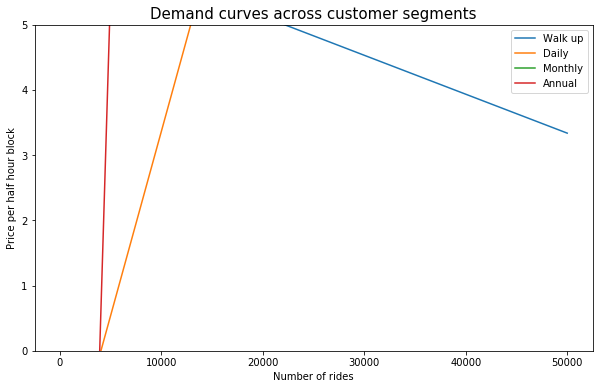 Demand curves across customer segments
5
4
3
2
1
0
Price per half hour block
Walk up
Daily
Monthly
Annual
0 10000 20000 30000 40000 50000
Number of rides